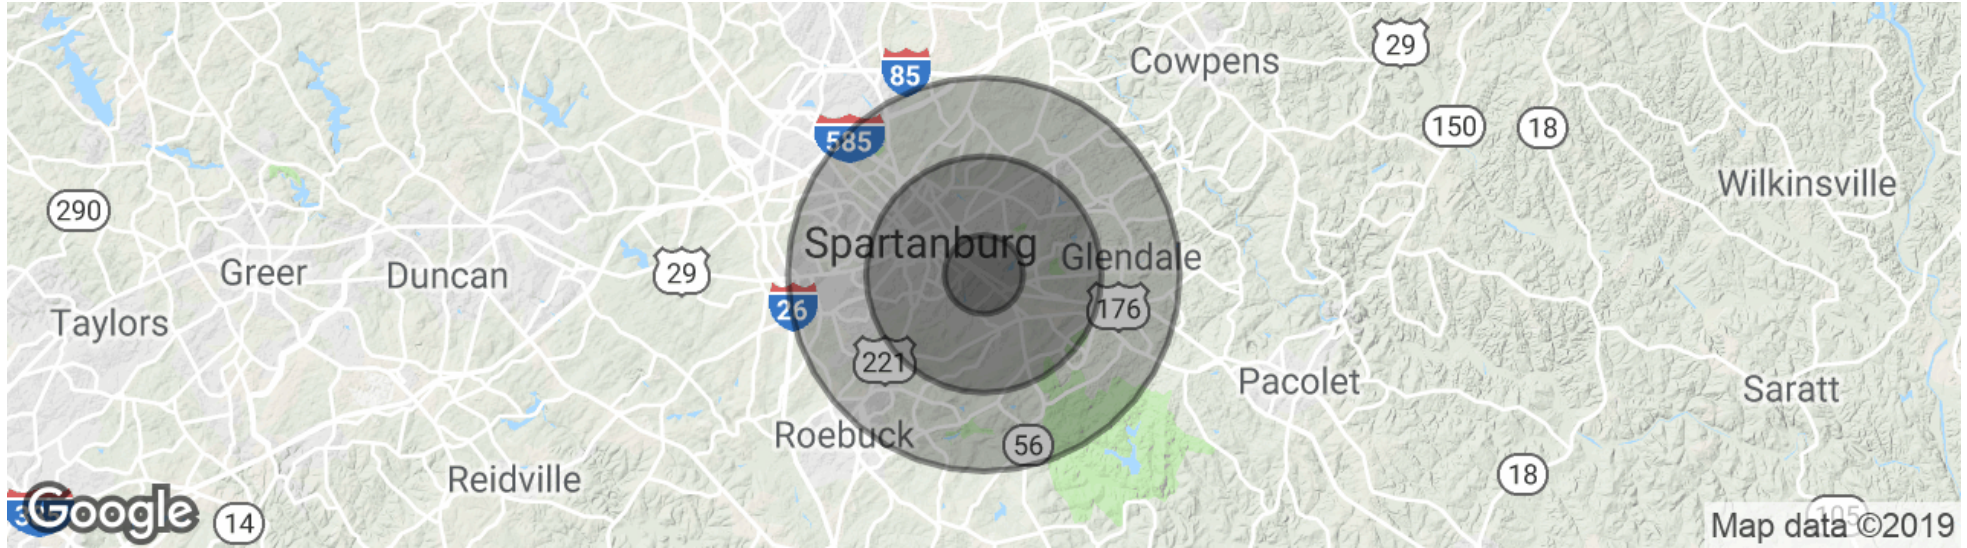 29
85
Cowpens
585
150
18
Wilkinsville
290
Spartanburg
Glendale
29
Greer
Duncan
26
176
Taylors
221
Pacolet
Saratt
Roebuck
56
Reidville
18
Google
14
Map data ©2019